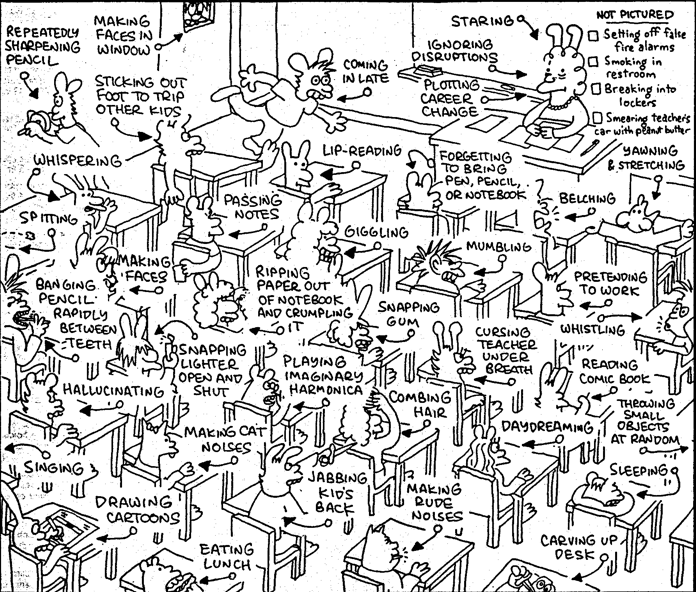 REPEATEDLY
SHARPENING
PENCIL
MAKING
FACES IN
WINDOW
STARING
IGNORING
DISRUPTIONS
PLOTTING
CAREER
CHANGE
NOT PICTURED
Setting off false
fire alarms
Smoking in
restroom
Breaking into
lockers
Smearing teacher's
car with peanut butter
STICKING OUT
FOOT TO TRIP
OTHER KIDS
COMING
IN LATE
WHISPERING
LIP-READING
FORGETTING
TO BRING
PEN, PENCIL,
OR NOTEBOOK
YAWNING
& STRETCHING
BELCHING
SPITTING
PASSING
NOTES
GIGGLING
MUMBLING
MAKING
FACES
BANGING
PENCIL
RAPIDLY
BETWEEN
TEETH
RIPPING
PAPER OUT
OF NOTEBOOK
AND CRUMPLING
IT
SNAPPING
GUM
PRETENDING
TO WORK
WHISTLING
SNAPPING
LIGHTER
OPEN AND
SHUT
PLAYING
IMAGINARY
HARMONICA
CURSING
TEACHER
UNDER
BREATH
READING
COMIC BOOK
HALLUCINATING
COMBING
HAIR
THROWING
SMALL
OBJECTS
AT RANDOM
MAKING CAT
NOISES
DAYDREAMING
SINGING
SLEEPING
JABBING
KID'S
BACK
MAKING
RUDE
NOISES
DRAWING
CARTOONS
EATING
LUNCH
CARVING UP
DESK